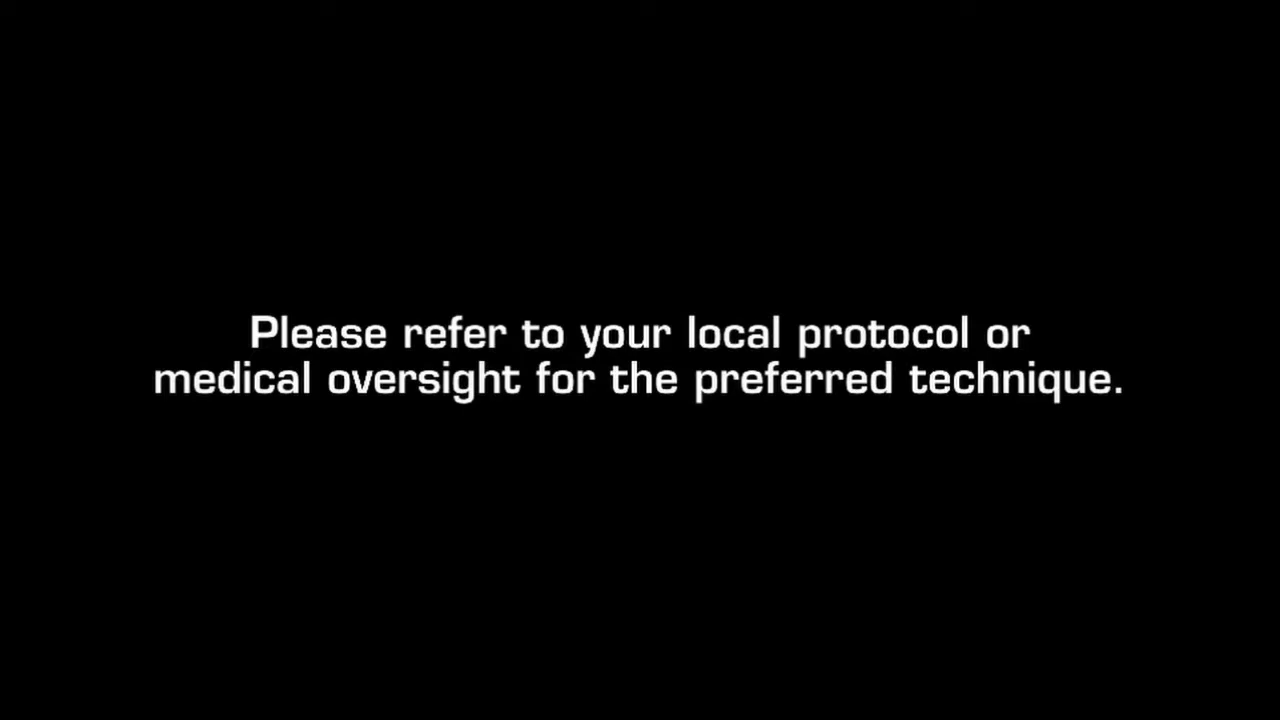 Please refer to your local protocol or
medical oversight for the preferred technique.